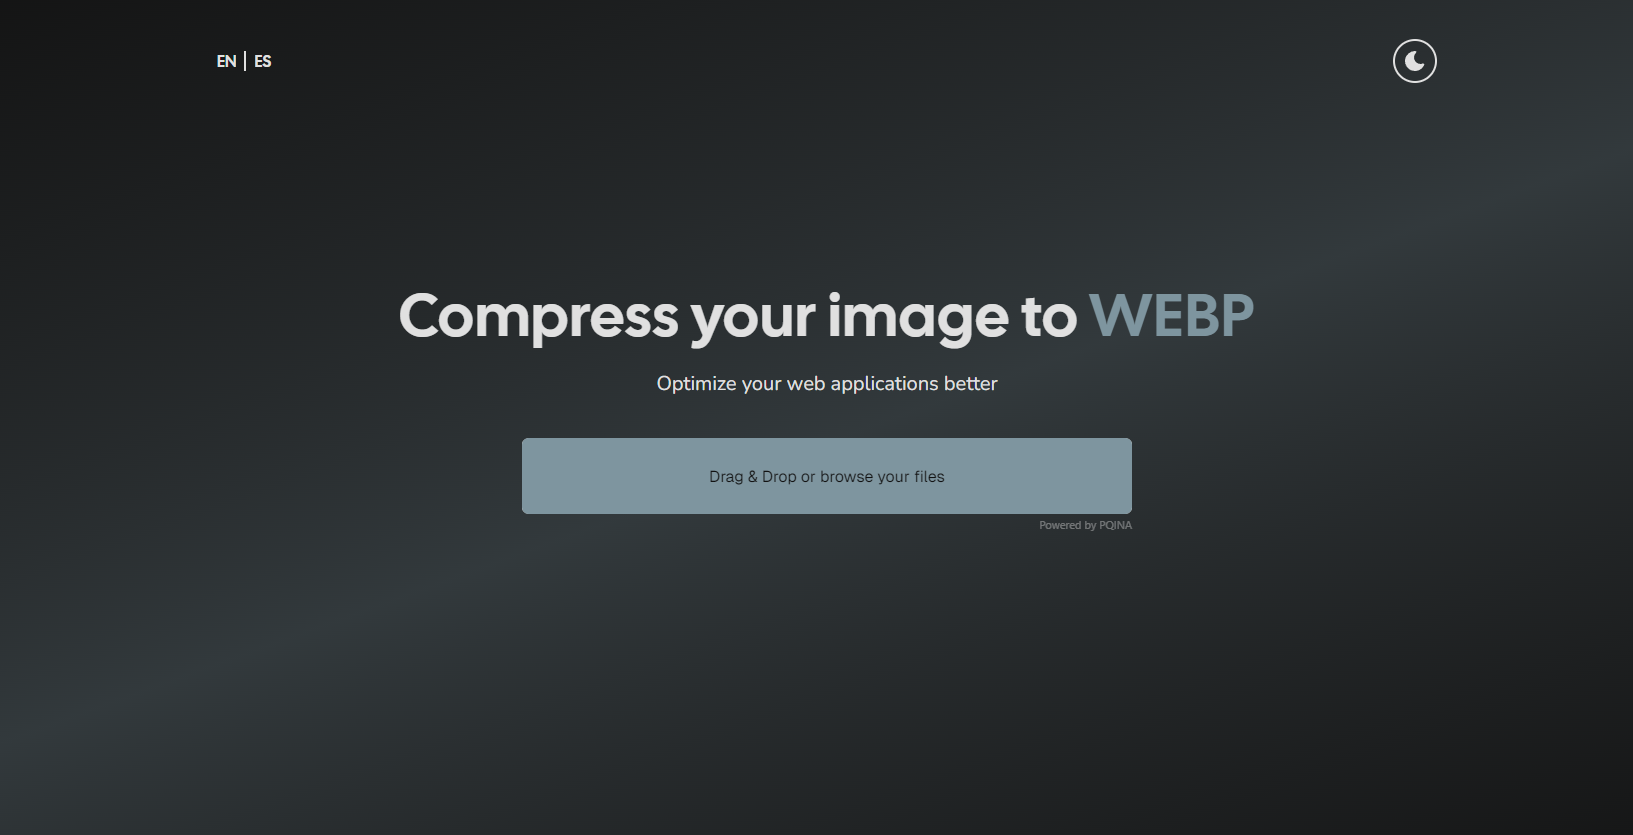 EN | ES
Compress your image to WEBP
Optimize your web applications better
Drag & Drop or browse your files
Powered by PQINA